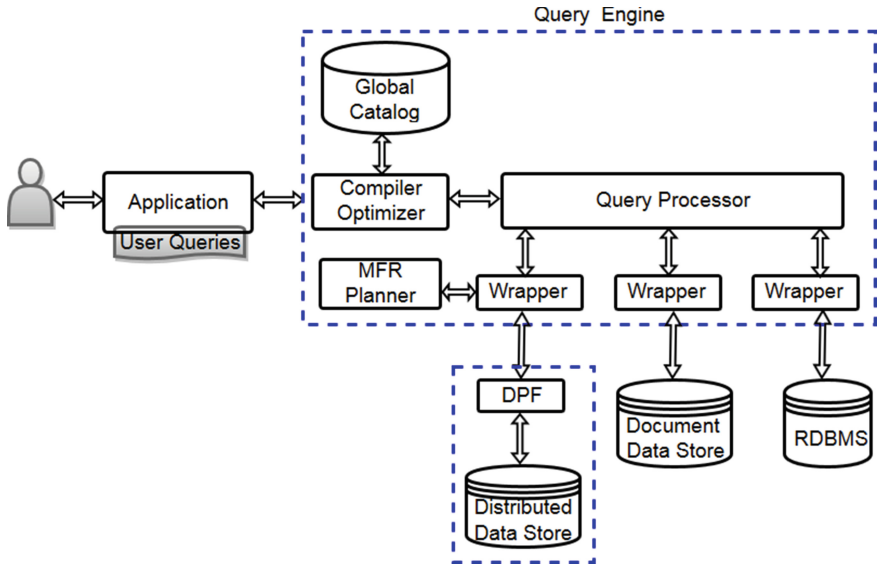 Query Engine
Global
Catalog
Application
User Queries
Compiler
Optimizer
Query Processor
MFR
Planner
Wrapper
Wrapper
Wrapper
DPF
Document
Data Store
RDBMS
Distributed
Data Store